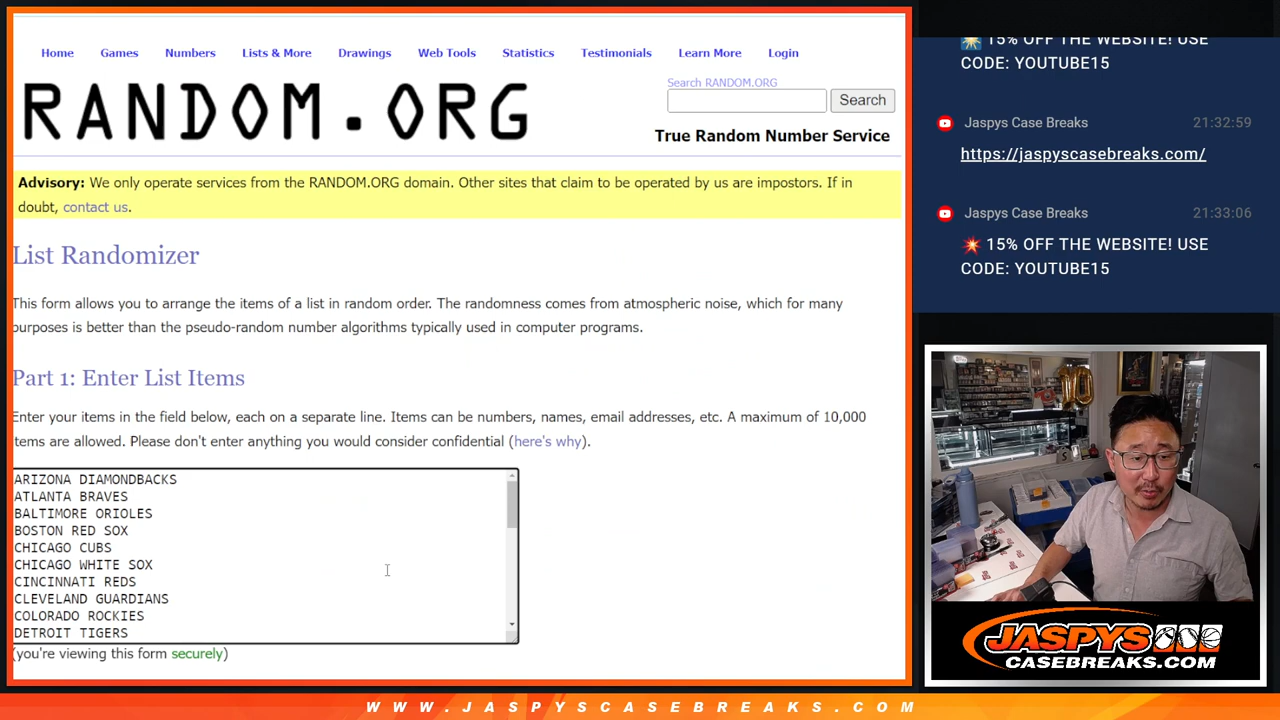 Home Games Numbers Lists & More Drawings Web Tools Statistics Testimonials Learn More Login
RANDOM.ORG
Search RANDOM.ORG
Search
True Random Number Service
Advisory: We only operate services from the RANDOM.ORG domain. Other sites that claim to be operated by us are impostors. If in
doubt, contact us.
List Randomizer
This form allows you to arrange the items of a list in random order. The randomness comes from atmospheric noise, which for many
purposes is better than the pseudo-random number algorithms typically used in computer programs.
Part 1: Enter List Items
Enter your items in the field below, each on a separate line. Items can be numbers, names, email addresses, etc. A maximum of 10,000
items are allowed. Please don't enter anything you would consider confidential (here's why).
ARIZONA DIAMONDBACKS
ATLANTA BRAVES
BALTIMORE ORIOLES
BOSTON RED SOX
CHICAGO CUBS
CHICAGO WHITE SOX
CINCINNATI REDS
CLEVELAND GUARDIANS
COLORADO ROCKIES
DETROIT TIGERS
(you're viewing this form securely)
15% OFF THE WEBSITE! USE
CODE: YOUTUBE15
Jaspys Case Breaks 21:32:59
https://jaspyscasebreaks.com/
Jaspys Case Breaks 21:33:06
15% OFF THE WEBSITE! USE
CODE: YOUTUBE15
10
JASPYS
CASEBREAKS.COM
WWW.JASPYSCASEBREAKS.COM